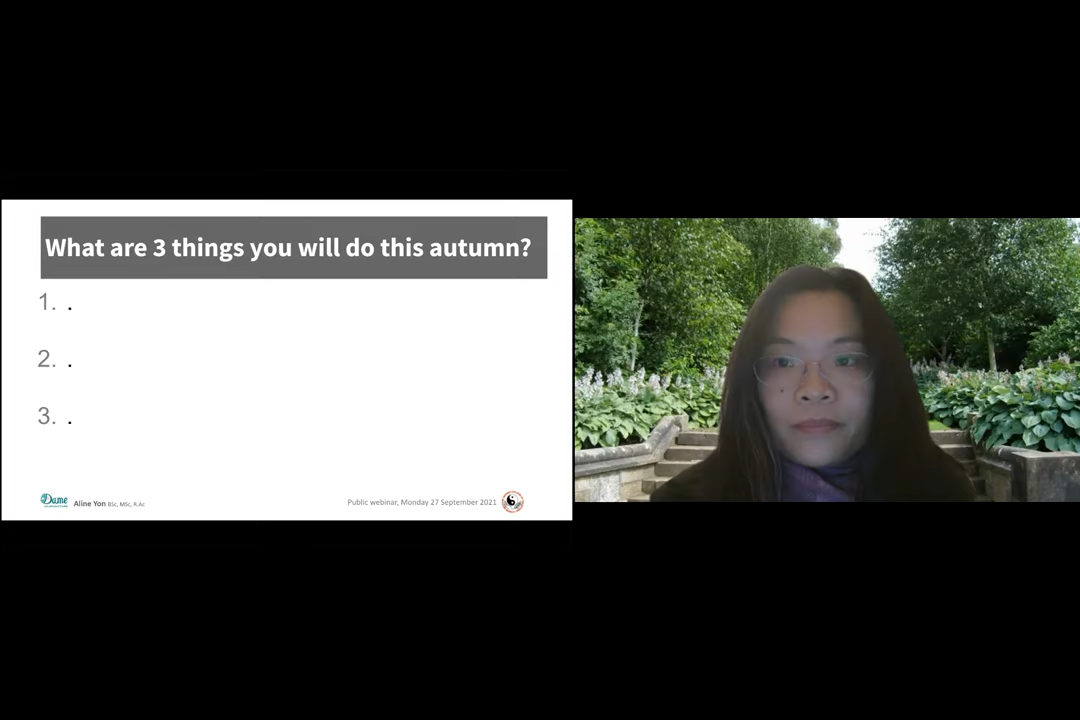 What are 3 things you will do this autumn?
1. .
2. .
3. .
Dame
Aline Yon BSc, MSc, R.Ac
Public webinar, Monday 27 September 2021